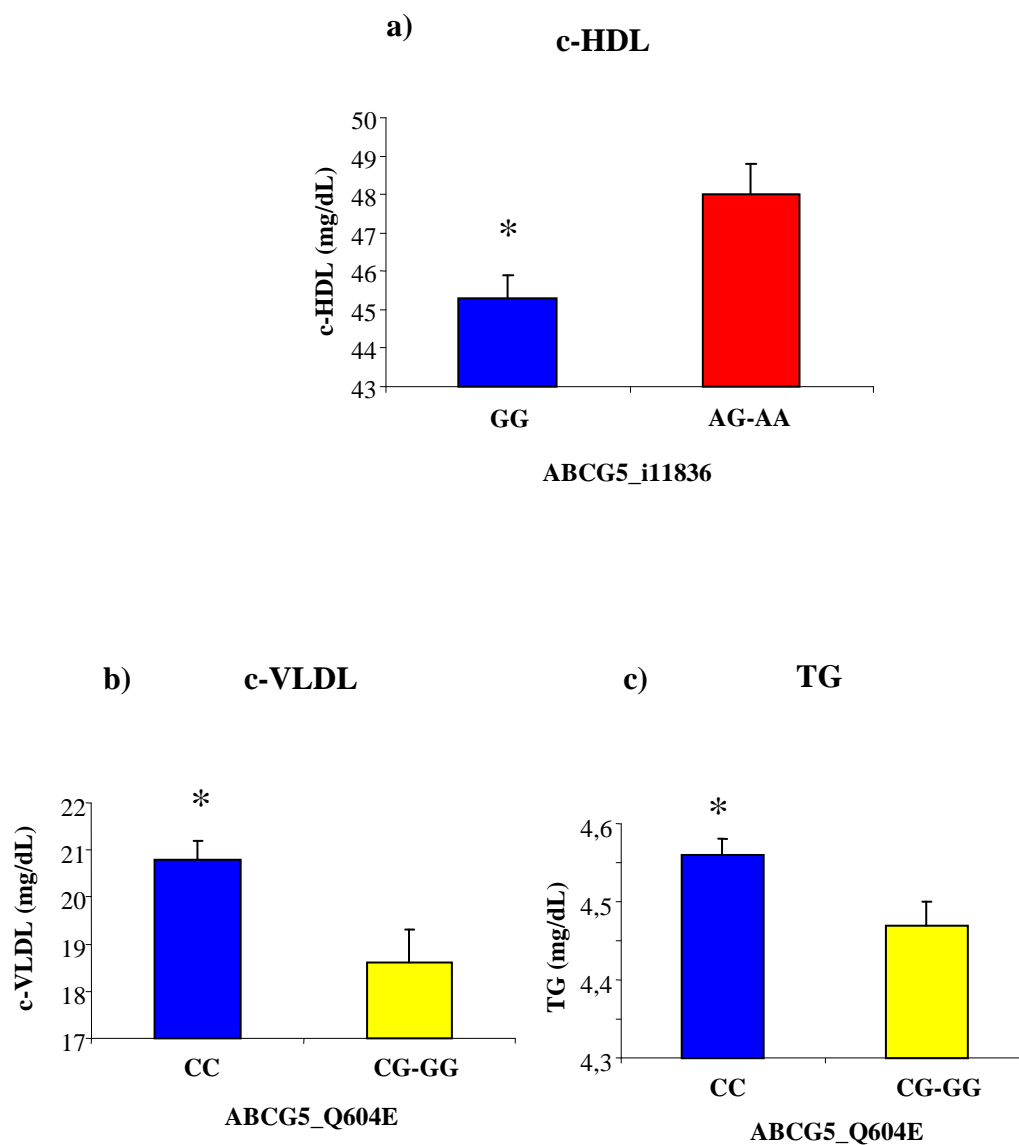 a)
c-HDL
50
49
48
47
46
45
44
43
c-HDL (mg/dL)
*
GG
AG-AA
ABCG5_i11836
b)
c-VLDL
22
21
20
19
18
17
c-VLDL (mg/dL)
*
CC
CG-GG
ABCG5_Q604E
c)
TG
4,6
4,5
4,4
4,3
TG (mg/dL)
*
CC
CG-GG
ABCG5_Q604E